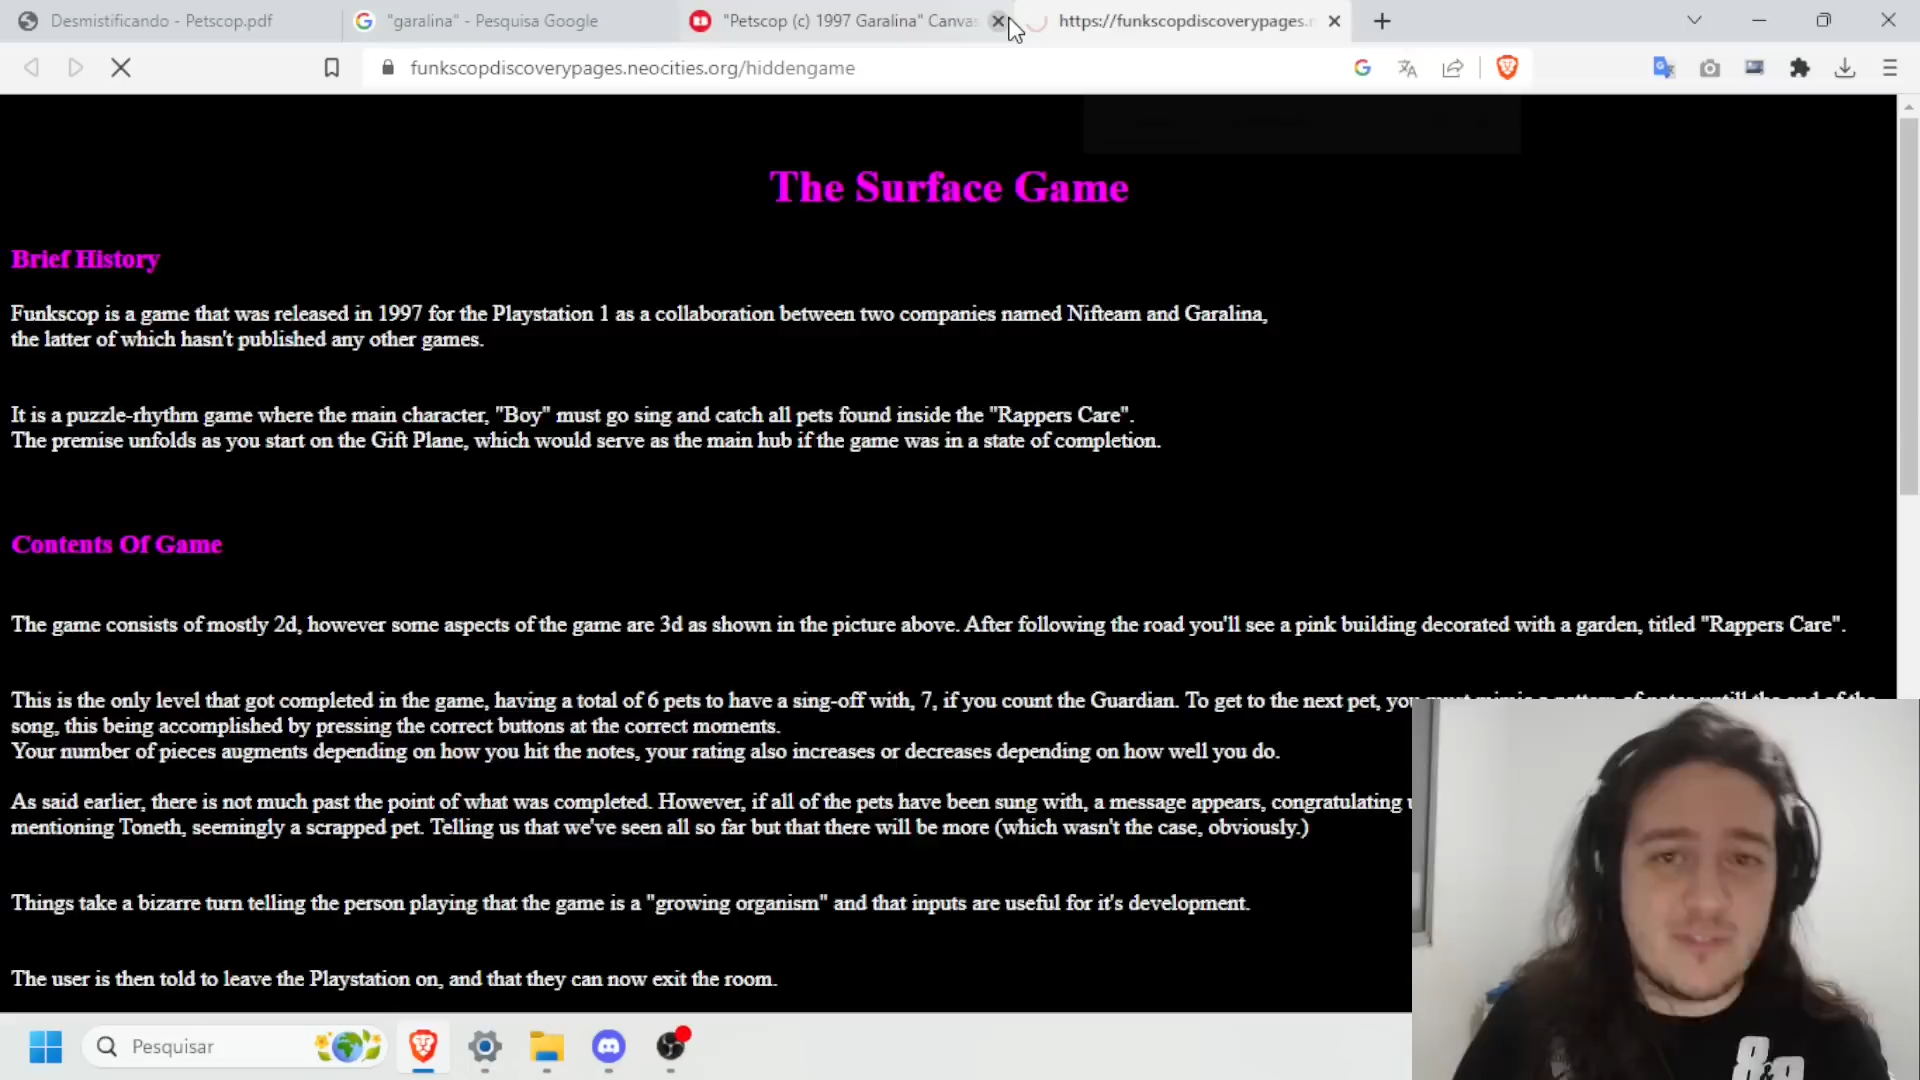 Desmistificando - Petscop.pdf
"garalina" - Pesquisa Google
"Petscop (c) 1997 Garalina" Canvas
https://funkscopdiscoverypages.n
funkscopdiscoverypages.neocities.org/hiddengame
The Surface Game
Brief History
Funkscop is a game that was released in 1997 for the Playstation 1 as a collaboration between two companies named Nifteam and Garalina,
the latter of which hasn't published any other games.
It is a puzzle-rhythm game where the main character, "Boy" must go sing and catch all pets found inside the "Rappers Care".
The premise unfolds as you start on the Gift Plane, which would serve as the main hub if the game was in a state of completion.
Contents Of Game
The game consists of mostly 2d, however some aspects of the game are 3d as shown in the picture above. After following the road you'll see a pink building decorated with a garden, titled "Rappers Care".
This is the only level that got completed in the game, having a total of 6 pets to have a sing-off with, 7, if you count the Guardian. To get to the next pet, you must mimic a pattern of notes untill the end of the
song, this being accomplished by pressing the correct buttons at the correct moments.
Your number of pieces augments depending on how you hit the notes, your rating also increases or decreases depending on how well you do.
As said earlier, there is not much past the point of what was completed. However, if all of the pets have been sung with, a message appears, congratulating
mentioning Toneth, seemingly a scrapped pet. Telling us that we've seen all so far but that there will be more (which wasn't the case, obviously.)
Things take a bizarre turn telling the person playing that the game is a "growing organism" and that inputs are useful for it's development.
The user is then told to leave the Playstation on, and that they can now exit the room.
Pesquisar